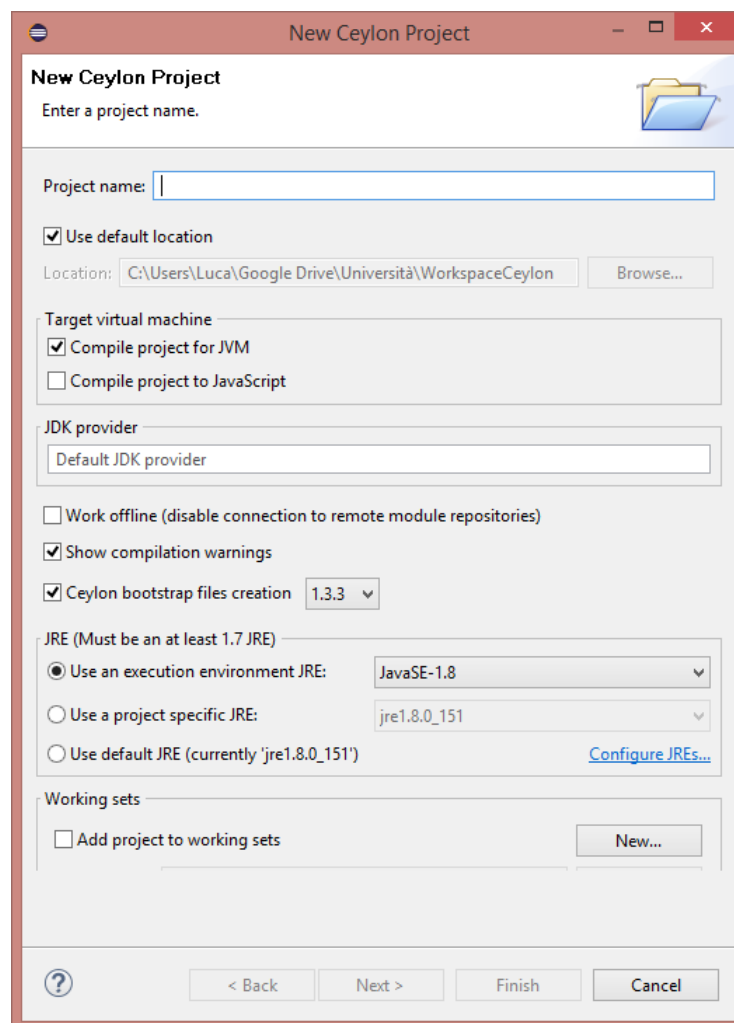 New Ceylon Project
New Ceylon Project
Enter a project name.
Project name:
Use default location
Location: C:\Users\Luca\Google Drive\Università\WorkspaceCeylon Browse...
Target virtual machine
Compile project for JVM
Compile project to JavaScript
JDK provider
Default JDK provider
Work offline (disable connection to remote module repositories)
Show compilation warnings
Ceylon bootstrap files creation 1.3.3
JRE (Must be an at least 1.7 JRE)
Use an execution environment JRE: JavaSE-1.8
Use a project specific JRE: jre1.8.0_151
Use default JRE (currently 'jre1.8.0_151') Configure JREs...
Working sets
Add project to working sets New...
? < Back Next > Finish Cancel